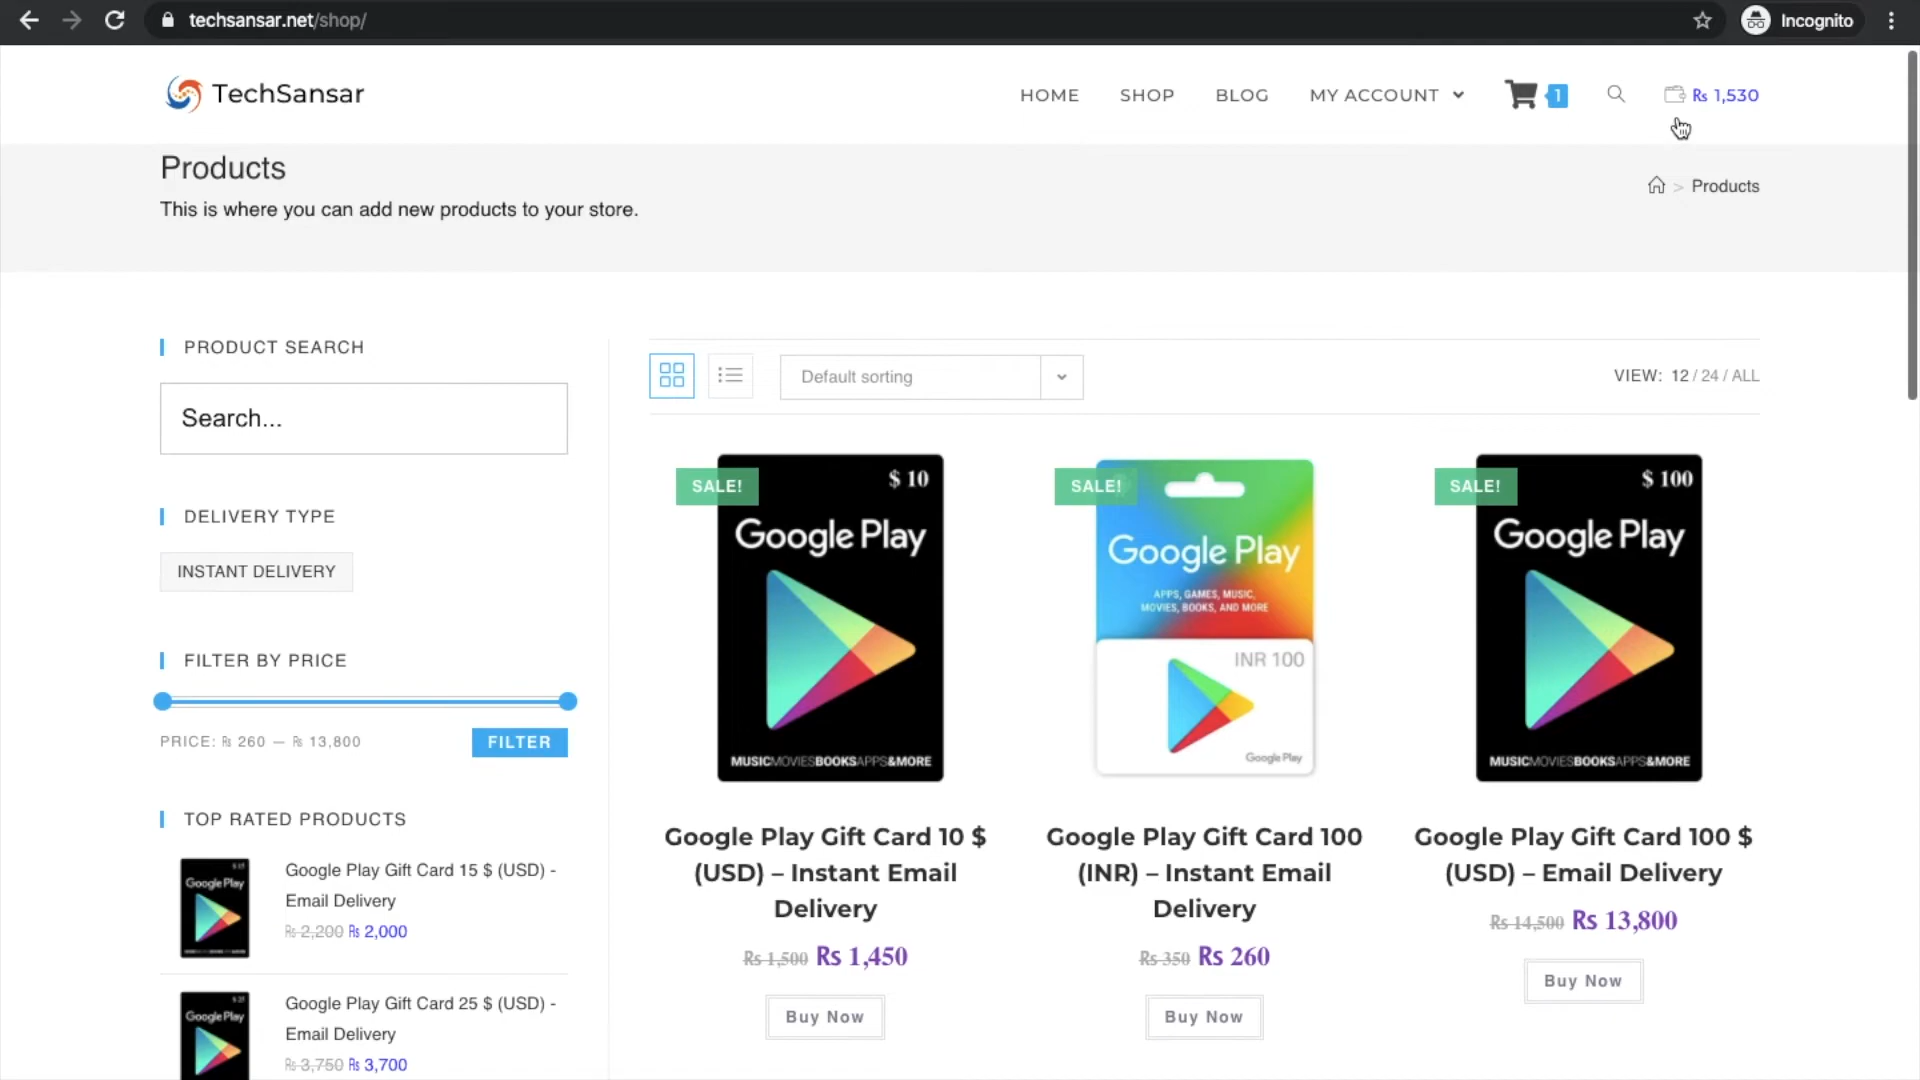 techsansar.net/shop/
Incognito
TechSansar
HOME
SHOP
BLOG
MY ACCOUNT
1
₨ 1,530
Products
> Products
This is where you can add new products to your store.
PRODUCT SEARCH
Search...
DELIVERY TYPE
INSTANT DELIVERY
FILTER BY PRICE
PRICE: ₨ 260 — ₨ 13,800
FILTER
TOP RATED PRODUCTS
Google Play Gift Card 15 $ (USD) -
Email Delivery
₨ 2,200 ₨ 2,000
Google Play Gift Card 25 $ (USD) -
Email Delivery
₨ 3,750 ₨ 3,700
Default sorting
VIEW: 12 / 24 / ALL
SALE!
$ 10
Google Play
MUSICMOVIESBOOKSAPPS&MORE
Google Play Gift Card 10 $
(USD) – Instant Email
Delivery
₨ 1,500 ₨ 1,450
Buy Now
SALE!
Google Play
APPS, GAMES, MUSIC,
MOVIES, BOOKS, AND MORE
INR 100
Google Play
Google Play Gift Card 100
(INR) – Instant Email
Delivery
₨ 350 ₨ 260
Buy Now
SALE!
$ 100
Google Play
MUSICMOVIESBOOKSAPPS&MORE
Google Play Gift Card 100 $
(USD) – Email Delivery
₨ 14,500 ₨ 13,800
Buy Now
Google Play
Google Play